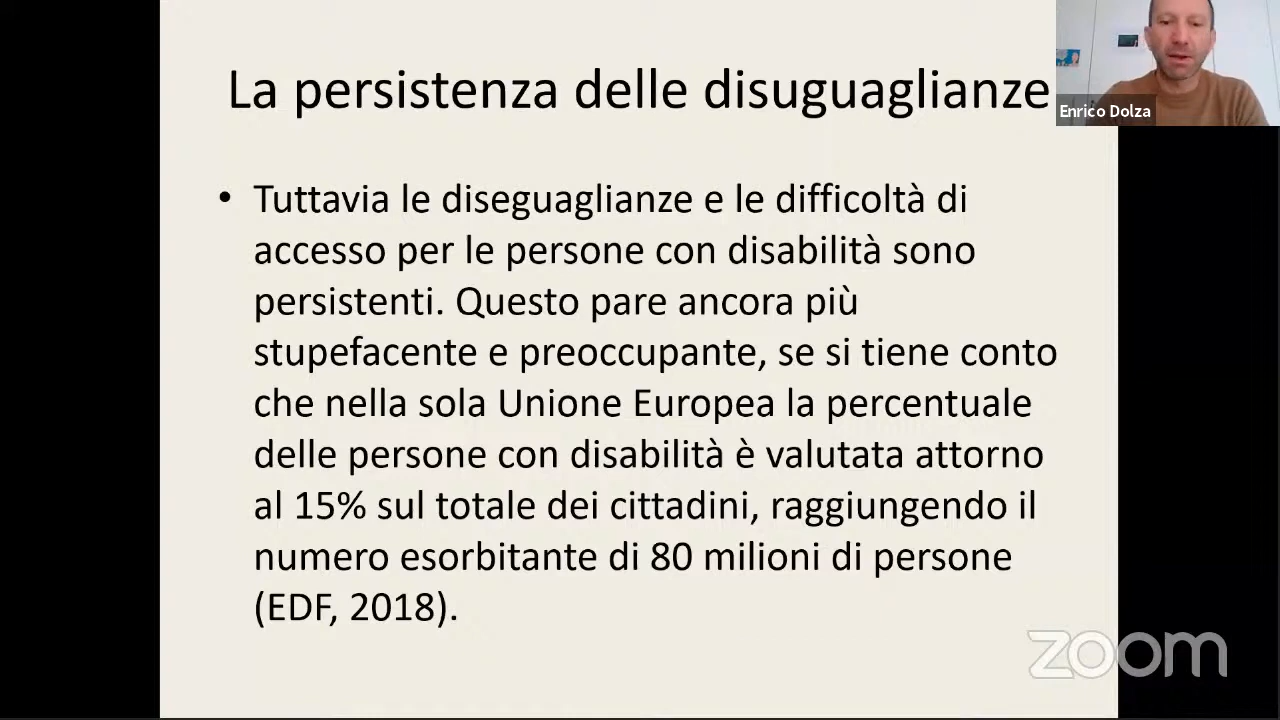 La persistenza delle disuguaglianze
Enrico Dolza
• Tuttavia le diseguaglianze e le difficoltà di
accesso per le persone con disabilità sono
persistenti. Questo pare ancora più
stupefacente e preoccupante, se si tiene conto
che nella sola Unione Europea la percentuale
delle persone con disabilità è valutata attorno
al 15% sul totale dei cittadini, raggiungendo il
numero esorbitante di 80 milioni di persone
(EDF, 2018).
zoom